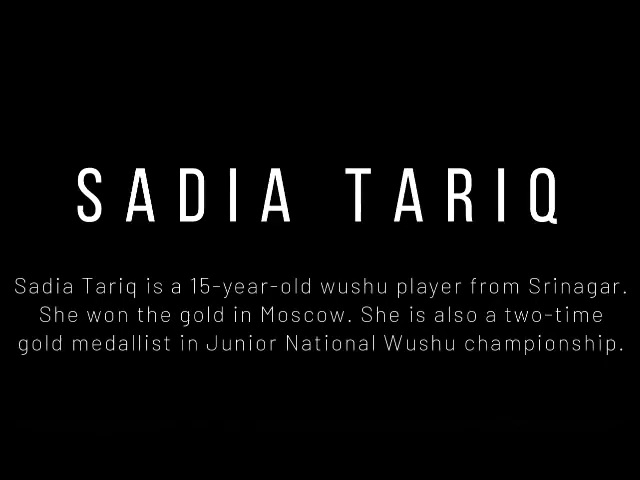 SADIA TARIQ
Sadia Tariq is a 15-year-old wushu player from Srinagar.
She won the gold in Moscow. She is also a two-time
gold medallist in Junior National Wushu championship.